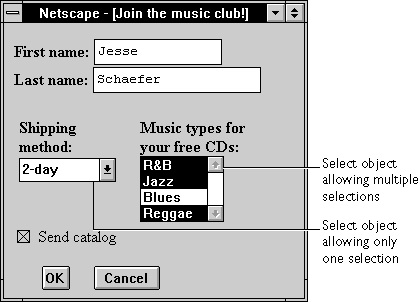 Netscape - [Join the music club!]
First name: Jesse
Last name: Schaefer
Shipping
method:
2-day
Music types for
your free CDs:
R&B
Jazz
Blues
Reggae
Select object
allowing multiple
selections
Select object
allowing only
one selection
Send catalog
OK
Cancel